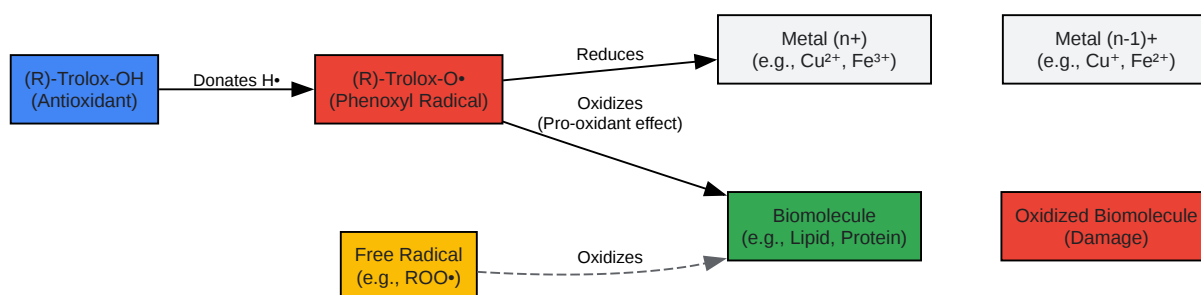 (R)-Trolox-OH
(Antioxidant)
Donates H•
(R)-Trolox-O•
(Phenoxyl Radical)
Reduces
Metal (n+)
(e.g., Cu²⁺, Fe³⁺)
Metal (n-1)+
(e.g., Cu⁺, Fe²⁺)
Oxidizes
(Pro-oxidant effect)
Biomolecule
(e.g., Lipid, Protein)
Oxidized Biomolecule
(Damage)
Free Radical
(e.g., ROO•)
Oxidizes